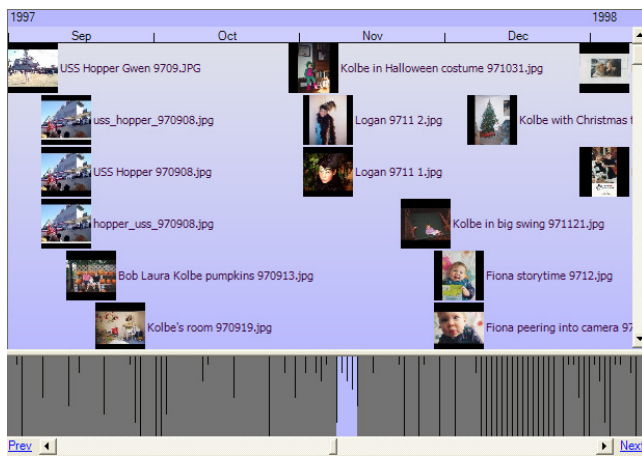 1997 1998
Sep Oct Nov Dec
USS Hopper Gwen 9709.JPG Kolbe in Halloween costume 971031.jpg
uss_hopper_970908.jpg Logan 9711 2.jpg Kolbe with Christmas
USS Hopper 970908.jpg Logan 9711 1.jpg
hopper_uss_970908.jpg Kolbe in big swing 971121.jpg
Bob Laura Kolbe pumpkins 970913.jpg Fiona storytime 9712.jpg
Kolbe's room 970919.jpg Fiona peering into camera 97
Prev Next